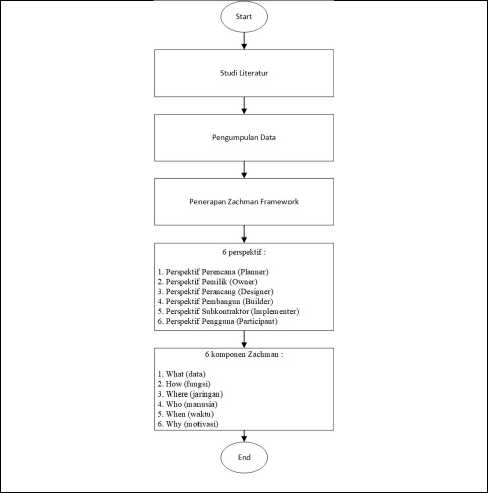 Start
Studi Literatur
Pengumpulan Data
Penerapan Zachman Framework
6 perspektif :
1. Perspektif Perencana (Planner)
2. Perspektif Pemilik (Owner)
3. Perspektif Perancang (Designer)
4. Perspektif Pembangun (Builder)
5. Perspektif Subkontraktor (Implementer)
6. Perspektif Pengguna (Participant)
6 komponen Zachman :
1. What (data)
2. How (fungsi)
3. Where (jaringan)
4. Who (manusia)
5. When (waktu)
6. Why (motivasi)
End